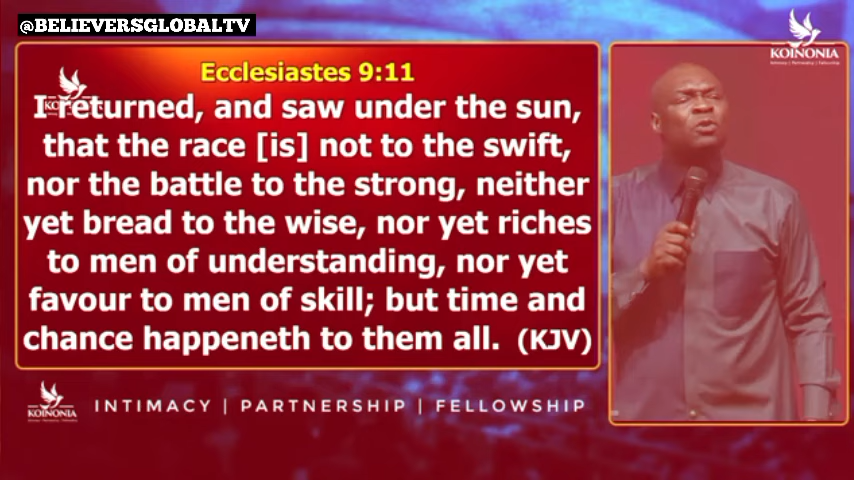 @BELIEVERSGLOBALTV
KOINONIA
Ecclesiastes 9:11
I returned, and saw under the sun,
that the race [is] not to the swift,
nor the battle to the strong, neither
yet bread to the wise, nor yet riches
to men of understanding, nor yet
favour to men of skill; but time and
chance happeneth to them all. (KJV)
KOINONIA
INTIMACY | PARTNERSHIP | FELLOWSHIP